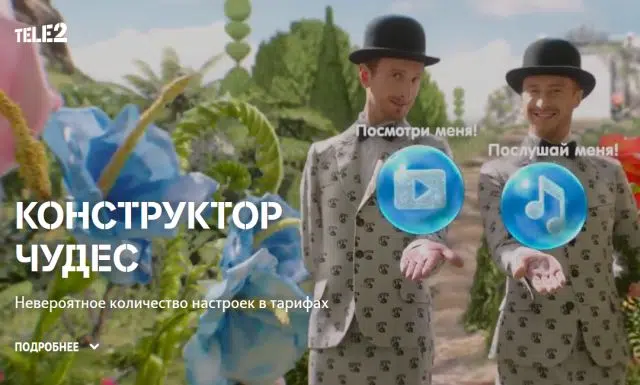 TELE2
Посмотри меня!
Послушай меня!
КОНСТРУКТОР
ЧУДЕС
Невероятное количество настроек в тарифах
ПОДРОБНЕЕ